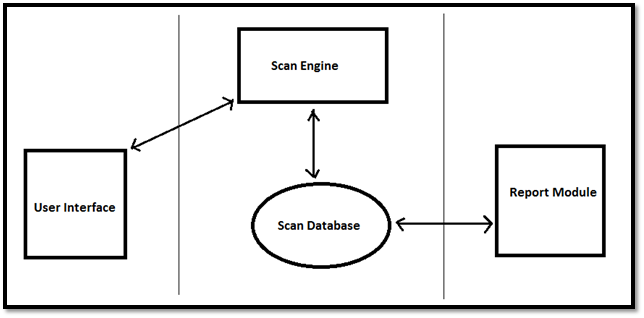 Scan Engine
User Interface
Scan Database
Report Module